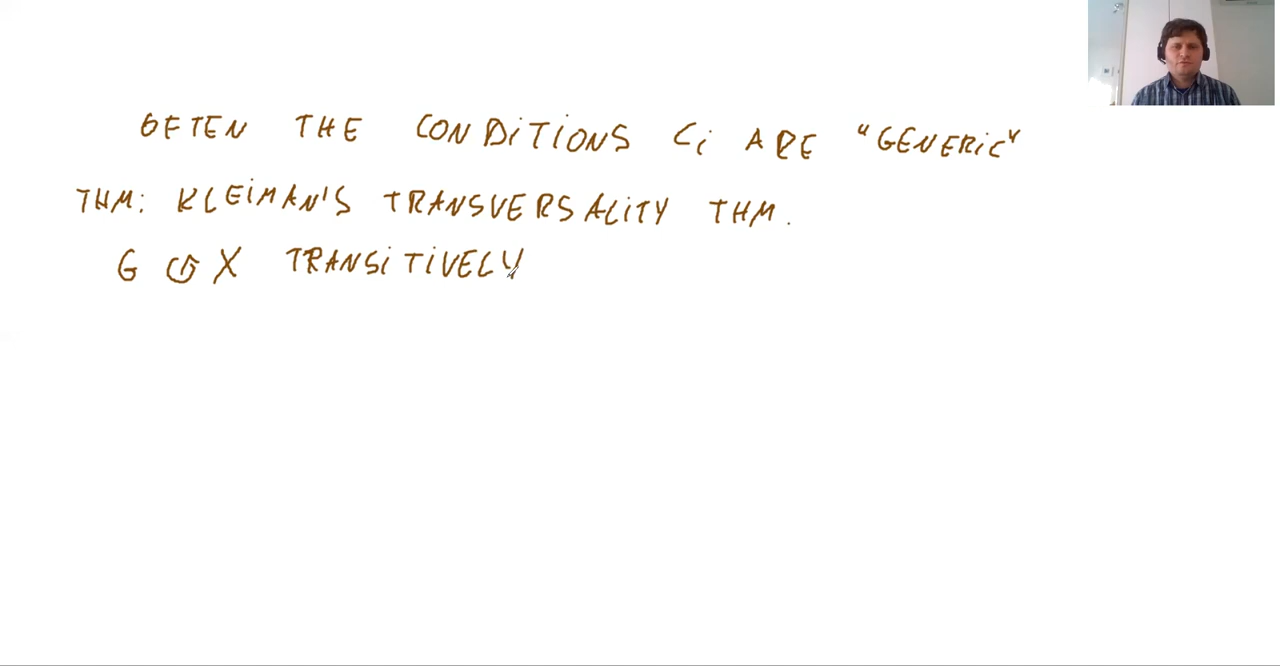 OFTEN THE CONDITIONS Ci ARE "GENERIC"
THM: KLEIMAN'S TRANSVERSALITY THM.
G ↺ X TRANSITIVELY